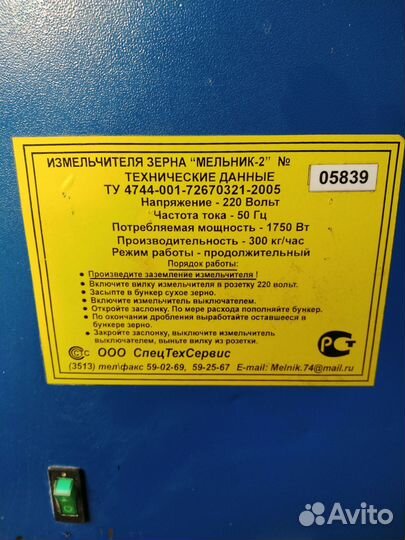 ИЗМЕЛЬЧИТЕЛЯ ЗЕРНА "МЕЛЬНИК-2" №
05839
ТЕХНИЧЕСКИЕ ДАННЫЕ
ТУ 4744-001-72670321-2005
Напряжение - 220 Вольт
Частота тока - 50 Гц
Потребляемая мощность - 1750 Вт
Производительность - 300 кг/час
Режим работы - продолжительный
Порядок работы:
● Произведите заземление измельчителя !
● Включите вилку измельчителя в розетку 220 вольт.
● Засыпте в бункер сухое зерно.
● Включите измельчитель выключателем.
● Откройте заслонку. По мере расхода пополняйте бункер.
● По окончании дробления выработайте оставшееся в
бункере зерно.
● Закройте заслонку, выключите измельчитель
выключателем, выньте вилку из розетки.
СТС ООО СпецТехСервис
РСТ
(3513) тел\факс 59-02-69, 59-25-67 E-mail: Melnik.74@mail.ru
Avito